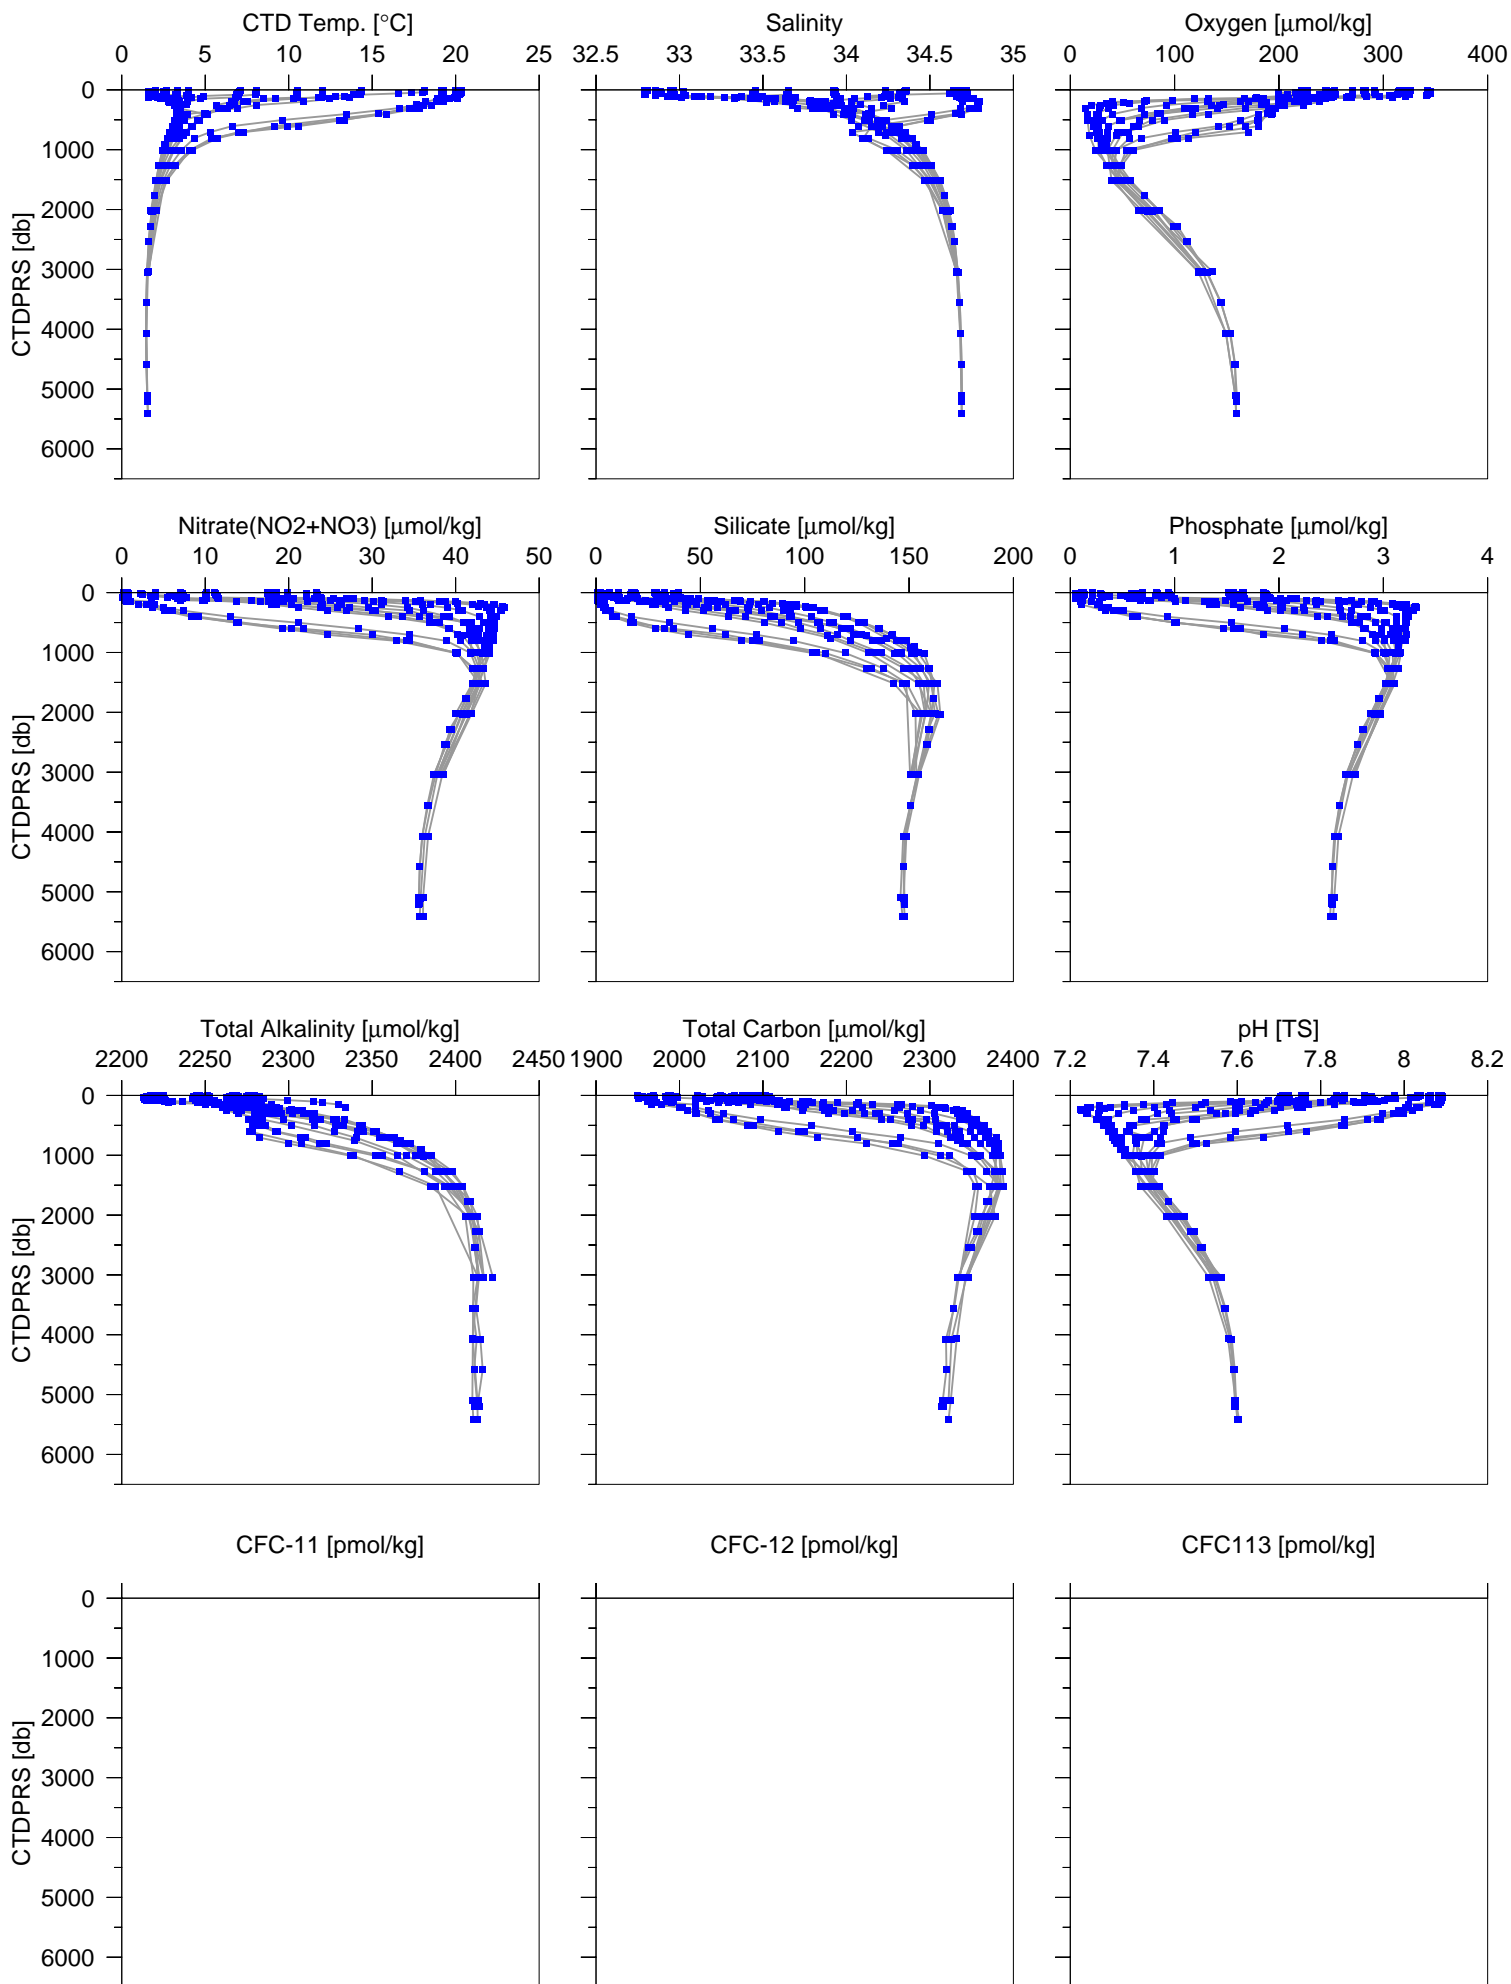 CTD Temp. [°C] Salinity Oxygen [μmol/kg]
0 5 10 15 20 25 32.5 33 33.5 34 34.5 35 0 100 200 300 400
0
1000
2000
3000
4000
5000
6000
CTDPRS [db]
Nitrate(NO2+NO3) [μmol/kg] Silicate [μmol/kg] Phosphate [μmol/kg]
0 10 20 30 40 50 0 50 100 150 200 0 1 2 3 4
0
1000
2000
3000
4000
5000
6000
CTDPRS [db]
Total Alkalinity [μmol/kg] Total Carbon [μmol/kg] pH [TS]
2200 2250 2300 2350 2400 2450 1900 2000 2100 2200 2300 2400 7.2 7.4 7.6 7.8 8 8.2
0
1000
2000
3000
4000
5000
6000
CTDPRS [db]
CFC-11 [pmol/kg] CFC-12 [pmol/kg] CFC113 [pmol/kg]
0
1000
2000
3000
4000
5000
6000
CTDPRS [db]